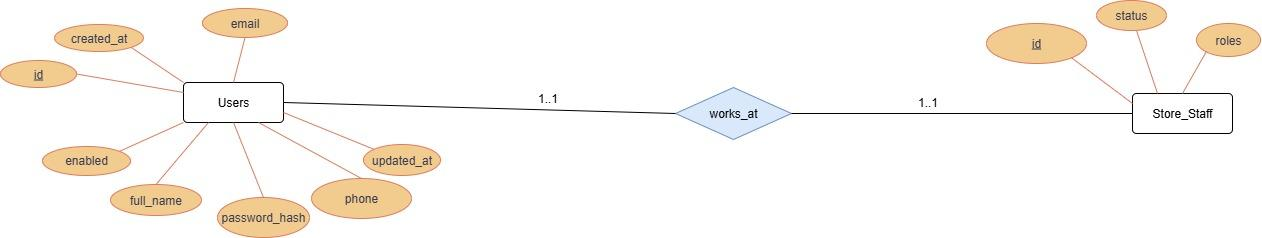 email
status
created_at
roles
id
id
Users
1..1
1..1
works_at
Store_Staff
enabled
updated_at
full_name
phone
password_hash